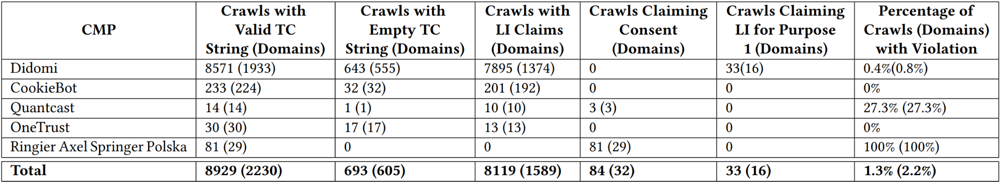 CMP | Crawls with Valid TC String (Domains) | Crawls with Empty TC String (Domains) | Crawls with LI Claims (Domains) | Crawls Claiming Consent (Domains) | Crawls Claiming LI for Purpose 1 (Domains) | Percentage of Crawls (Domains) with Violation
Didomi | 8571 (1933) | 643 (555) | 7895 (1374) | 0 | 33(16) | 0.4%(0.8%)
CookieBot | 233 (224) | 32 (32) | 201 (192) | 0 | 0 | 0%
Quantcast | 14 (14) | 1 (1) | 10 (10) | 3 (3) | 0 | 27.3% (27.3%)
OneTrust | 30 (30) | 17 (17) | 13 (13) | 0 | 0 | 0%
Ringier Axel Springer Polska | 81 (29) | 0 | 0 | 81 (29) | 0 | 100% (100%)
Total | 8929 (2230) | 693 (605) | 8119 (1589) | 84 (32) | 33 (16) | 1.3% (2.2%)